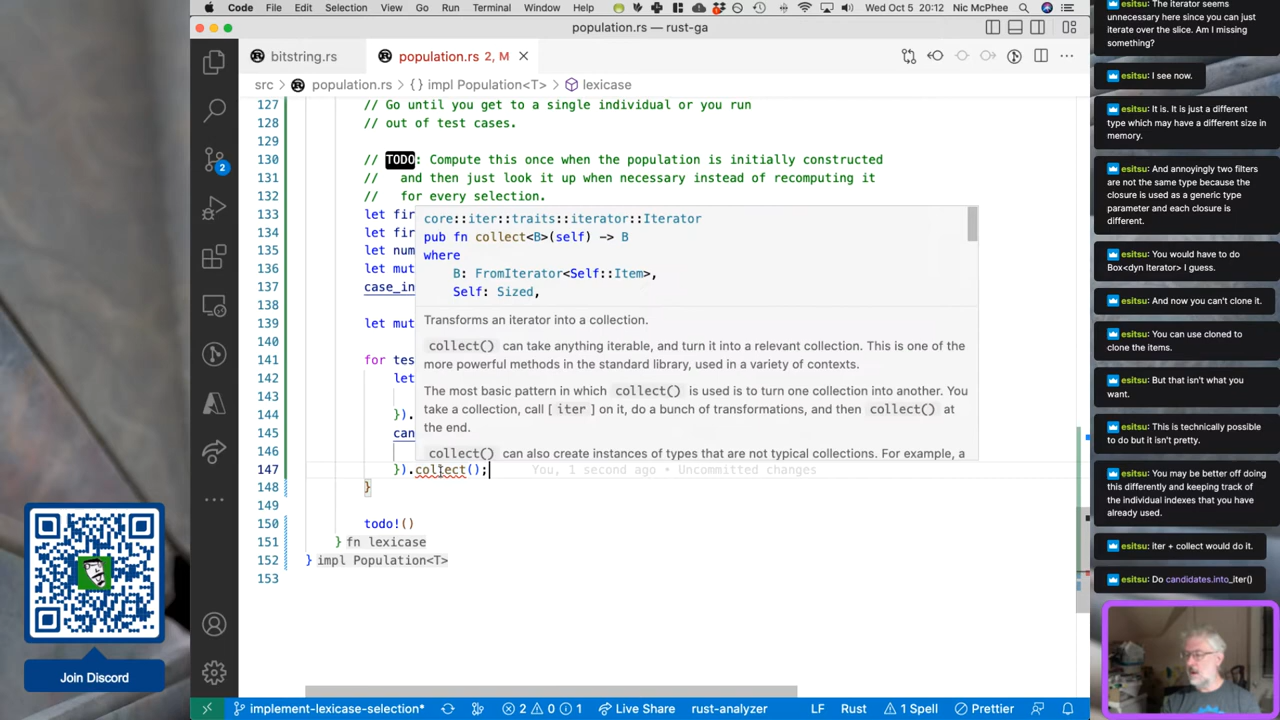 Code File Edit Selection View Go Run Terminal Window Help Wed Oct 5 20:12 Nic McPhee
population.rs — rust-ga
bitstring.rs
population.rs 2, M
src population.rs {} impl Population<T> lexicase
127 // Go until you get to a single individual or you run
128 // out of test cases.
129
130 // TODO: Compute this once when the population is initially constructed
131 // and then just look it up when necessary instead of recomputing it
132 // for every selection.
133 let fir
134 let fir
135 let num
136 let mut
137 case_in
138
139 let mut
140
141 for tes
142 let
143
144 }).
145 can
146
147 }).collect(); You, 1 second ago • Uncommitted changes
148 }
149
150 todo!()
151 } fn lexicase
152 } impl Population<T>
153
core::iter::traits::iterator::Iterator
pub fn collect<B>(self) -> B
where
B: FromIterator<Self::Item>,
Self: Sized,
Transforms an iterator into a collection.
collect() can take anything iterable, and turn it into a relevant collection. This is one of the
more powerful methods in the standard library, used in a variety of contexts.
The most basic pattern in which collect() is used is to turn one collection into another. You
take a collection, call [ iter ] on it, do a bunch of transformations, and then collect() at
the end.
collect() can also create instances of types that are not typical collections. For example, a
2
Join Discord
implement-lexicase-selection* 2 0 1 Live Share rust-analyzer LF Rust 1 Spell Prettier
esitsu: The iterator seems
unnecessary here since you can just
iterate over the slice. Am I missing
something?
esitsu: I see now.
esitsu: It is. It is just a different
type which may have a different size in
memory.
esitsu: And annoyingly two filters
are not the same type because the
closure is used as a generic type
parameter and each closure is
different.
esitsu: You would have to do
Box<dyn Iterator> I guess.
esitsu: And now you can't clone it.
esitsu: You can use cloned to
clone the items.
esitsu: But that isn't what you
want.
esitsu: This is technically possible
to do but it isn't pretty.
esitsu: You may be better off doing
this differently and keeping track of
the individual indexes that you have
already used.
esitsu: iter + collect would do it.
esitsu: Do candidates.into_iter()